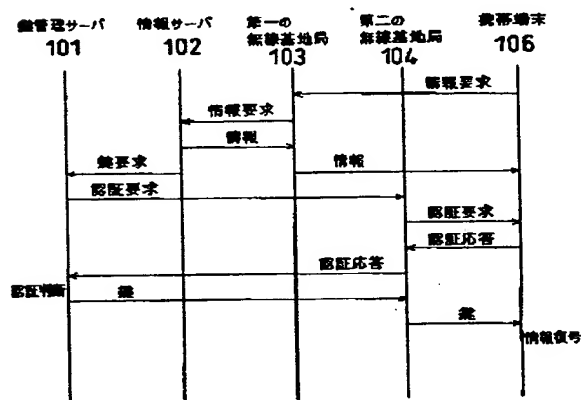 鍵管理サーバ
101
情報サーバ
102
第一の
無線基地局
103
第二の
無線基地局
104
携帯端末
106
情報要求
情報要求
情報
鍵要求
情報
認証要求
認証要求
認証応答
認証応答
認証判断
鍵
鍵
情報復号